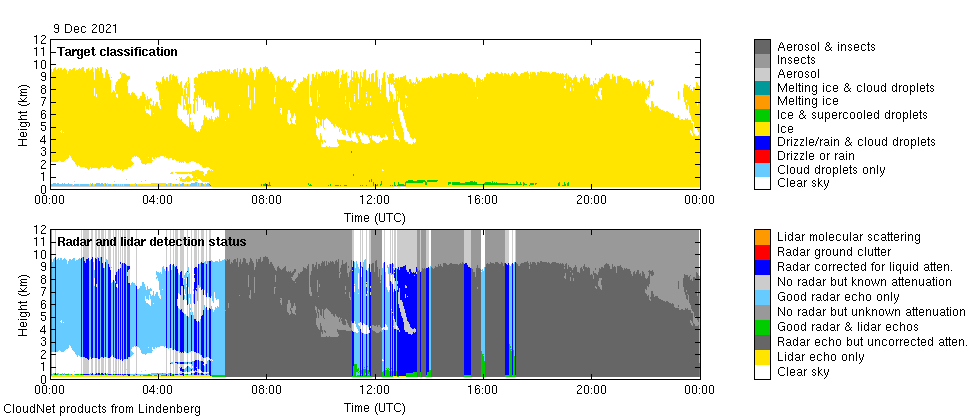 9 Dec 2021
Target classification
Height (km)
12
11
10
9
8
7
6
5
4
3
2
1
0
00:00
04:00
08:00
12:00
16:00
20:00
00:00
Time (UTC)
Aerosol & insects
Insects
Aerosol
Melting ice & cloud droplets
Melting ice
Ice & supercooled droplets
Ice
Drizzle/rain & cloud droplets
Drizzle or rain
Cloud droplets only
Clear sky
Radar and lidar detection status
Height (km)
12
11
10
9
8
7
6
5
4
3
2
1
0
00:00
04:00
08:00
12:00
16:00
20:00
00:00
Time (UTC)
Lidar molecular scattering
Radar ground clutter
Radar corrected for liquid atten.
No radar but known attenuation
Good radar echo only
No radar but unknown attenuation
Good radar & lidar echos
Radar echo but uncorrected atten.
Lidar echo only
Clear sky
CloudNet products from Lindenberg